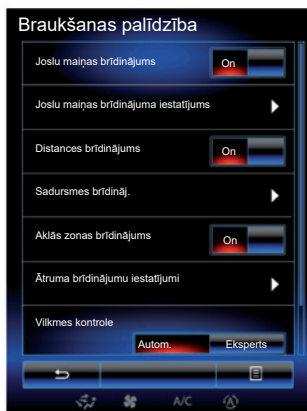 Braukšanas palīdzība
Joslu maiņas brīdinājums On
Joslu maiņas brīdinājuma iestatījums
Distances brīdinājums On
Sadursmes brīdināj.
Aklās zonas brīdinājums On
Ātruma brīdinājumu iestatījumi
Vilkmes kontrole
Autom. Eksperts
A/C A